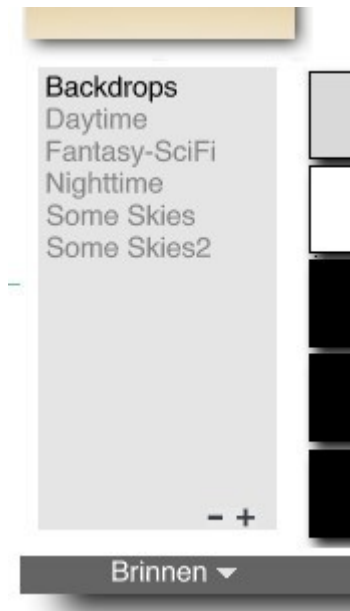 Backdrops
Daytime
Fantasy-SciFi
Nighttime
Some Skies
Some Skies2
- +
Brinnen